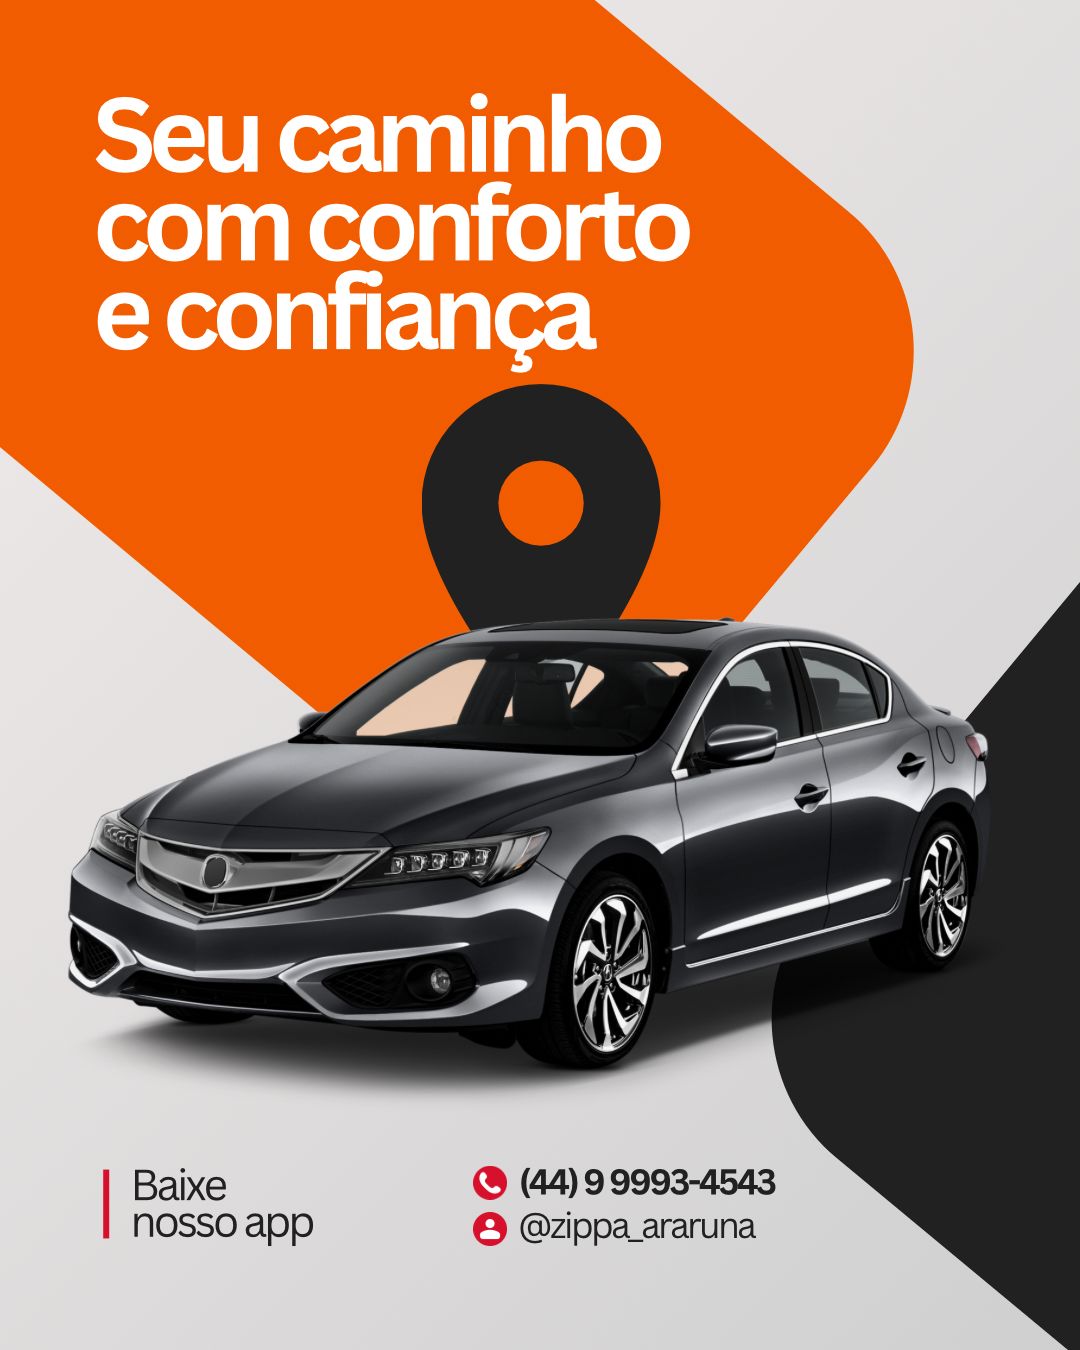 Seu caminho
com conforto
e confiança
Baixe
nosso app
(44) 9 9993-4543
@zippa_araruna